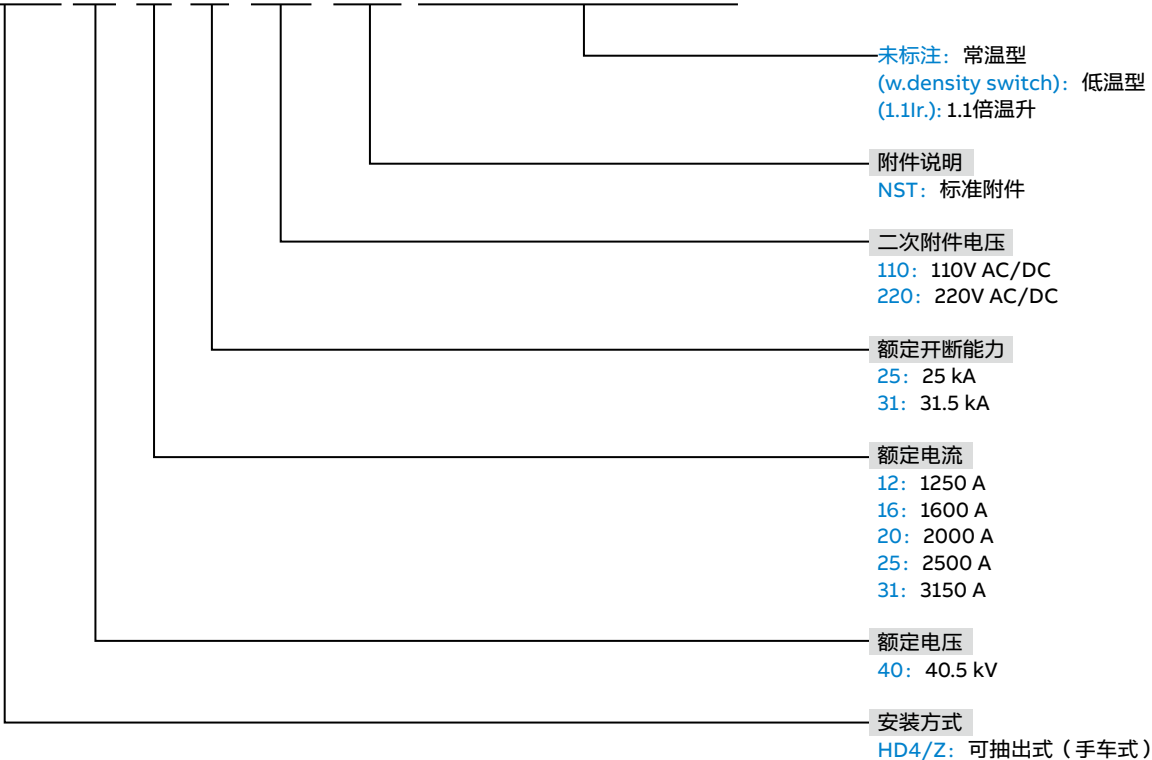 未标注：常温型
(w.density switch)：低温型
(1.1Ir.): 1.1倍温升
附件说明
NST：标准附件
二次附件电压
110：110V AC/DC
220：220V AC/DC
额定开断能力
25：25 kA
31：31.5 kA
额定电流
12：1250 A
16：1600 A
20：2000 A
25：2500 A
31：3150 A
额定电压
40：40.5 kV
安装方式
HD4/Z：可抽出式（手车式）